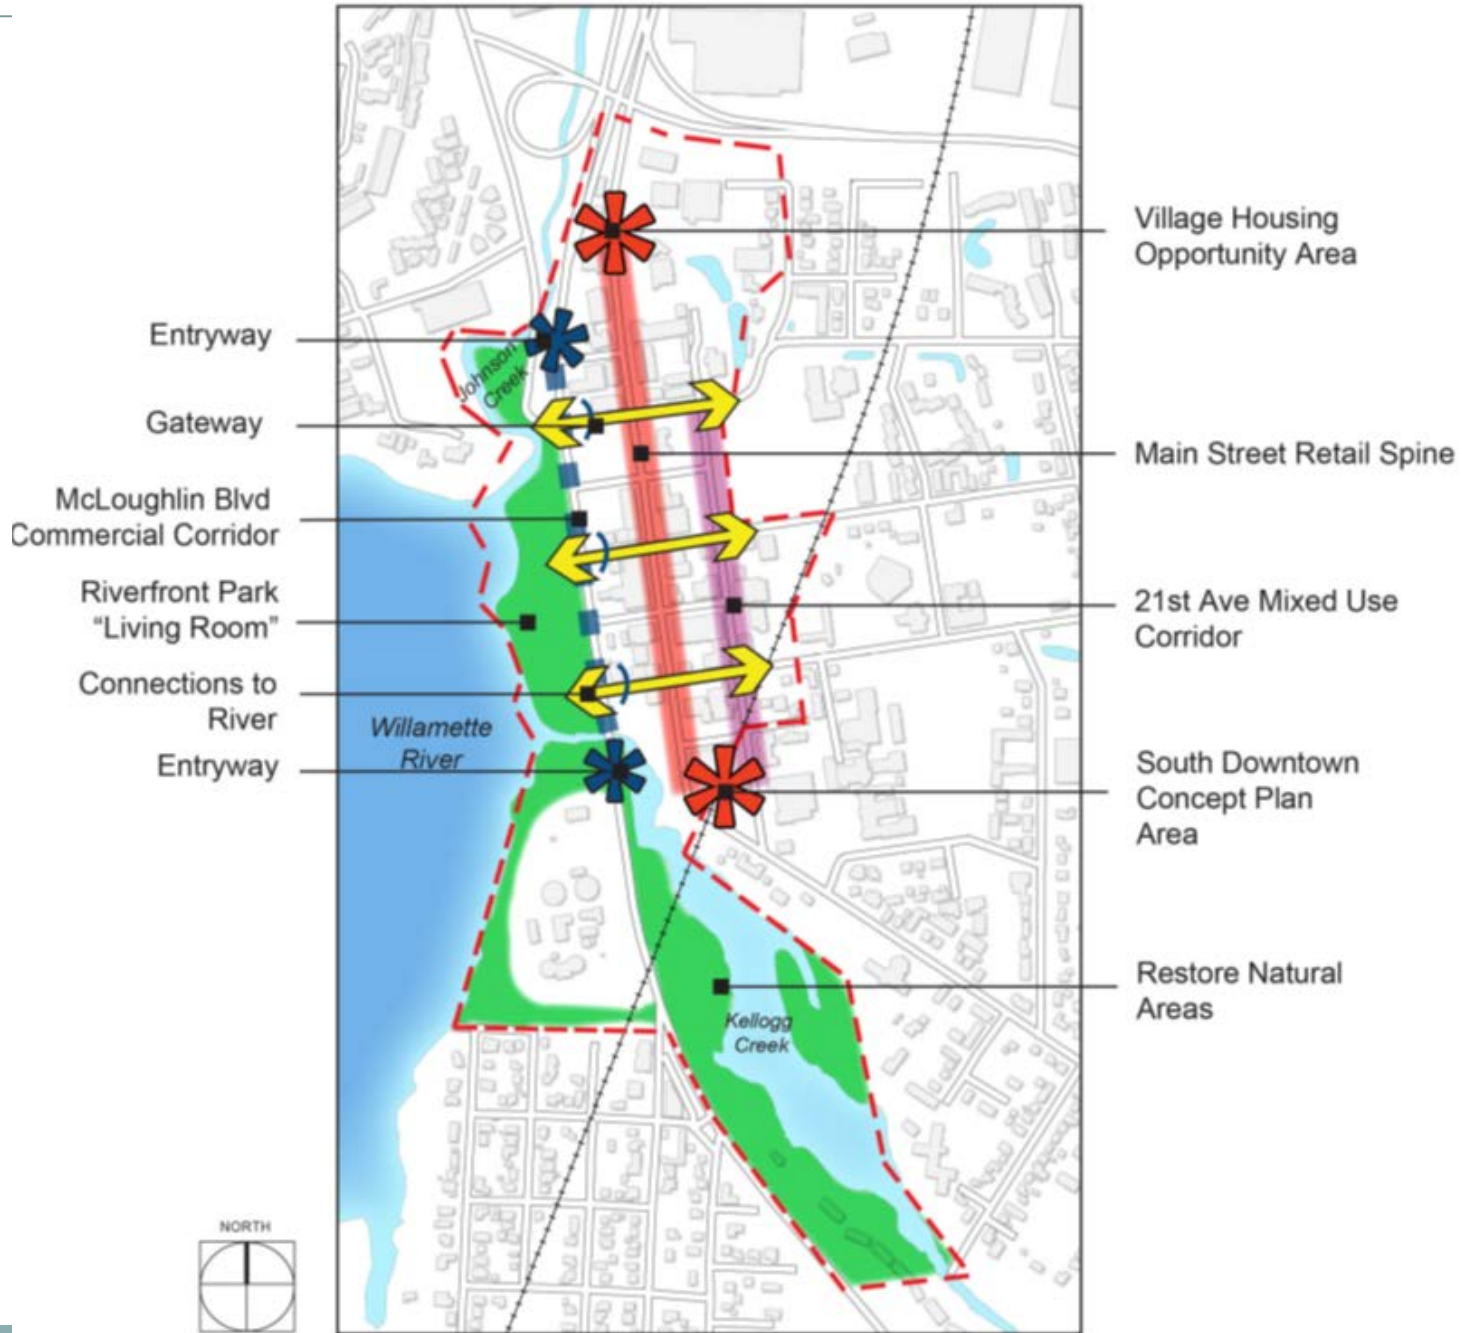 Village Housing
Opportunity Area
Entryway
Johnson
Creek
Gateway
Main Street Retail Spine
McLoughlin Blvd
Commercial Corridor
Riverfront Park
“Living Room”
21st Ave Mixed Use
Corridor
Connections to
River
Willamette
River
Entryway
South Downtown
Concept Plan
Area
Restore Natural
Areas
Kellogg
Creek
NORTH